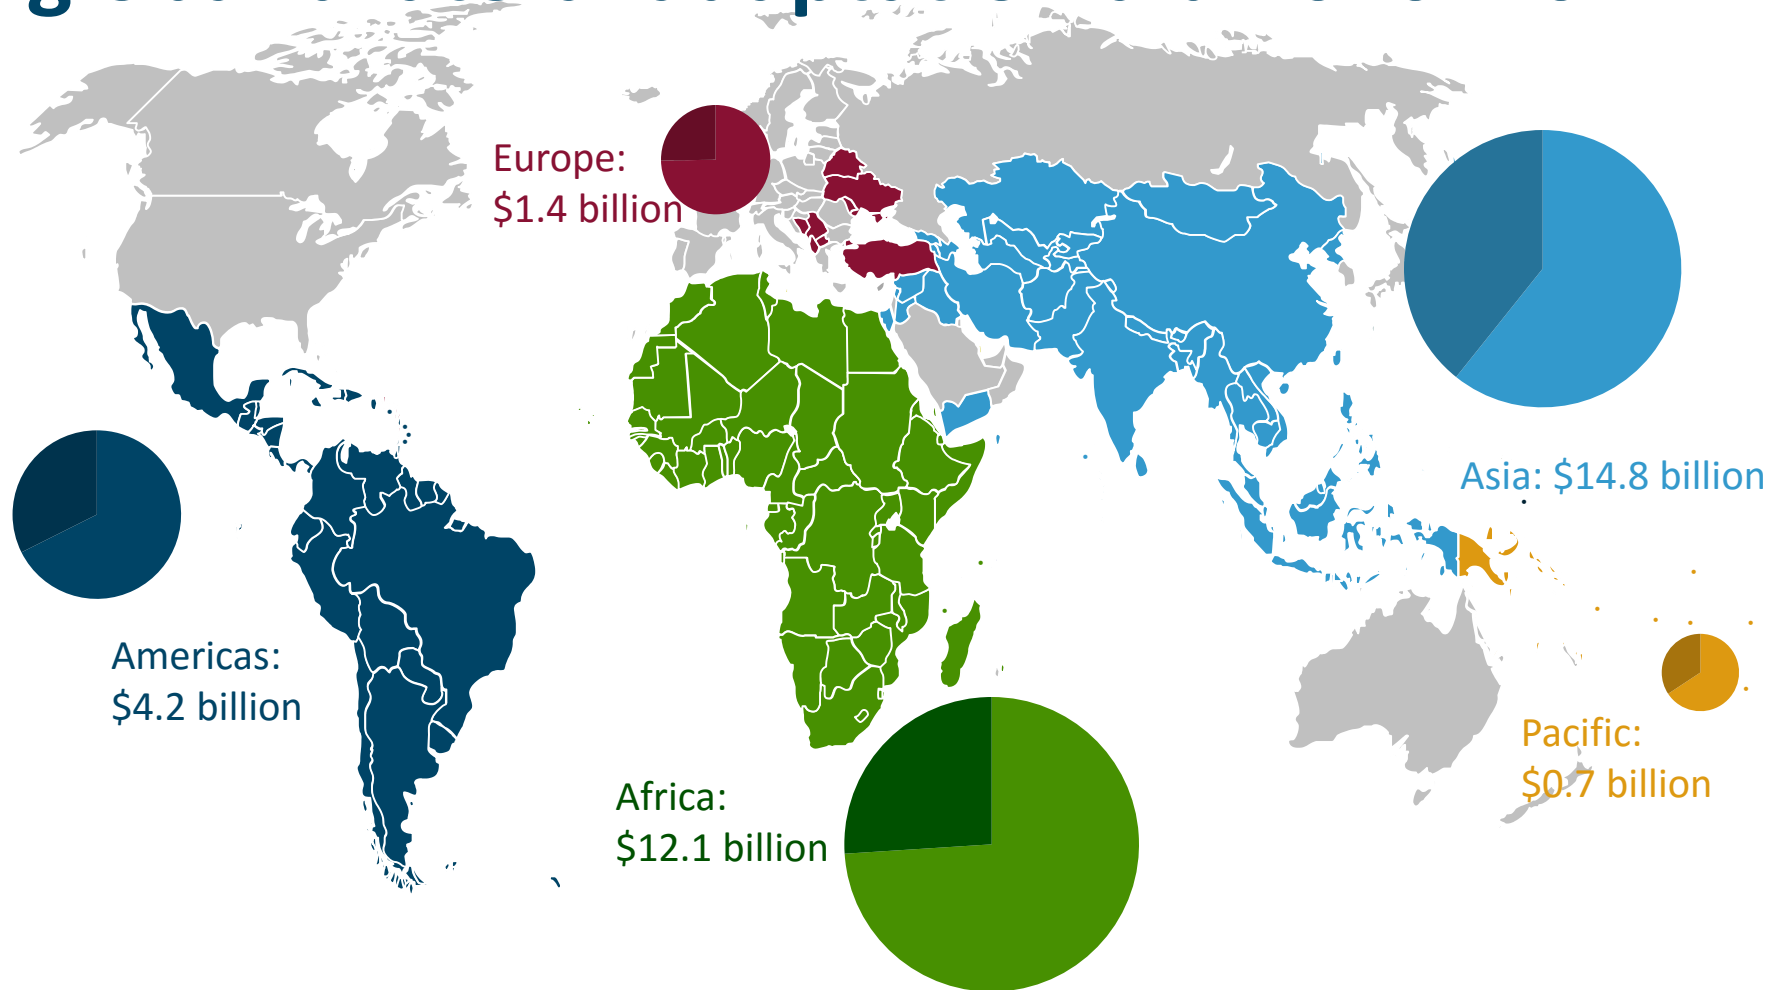 Europe:
$1.4 billion
Asia: $14.8 billion
Americas:
$4.2 billion
Pacific:
$0.7 billion
Africa:
$12.1 billion